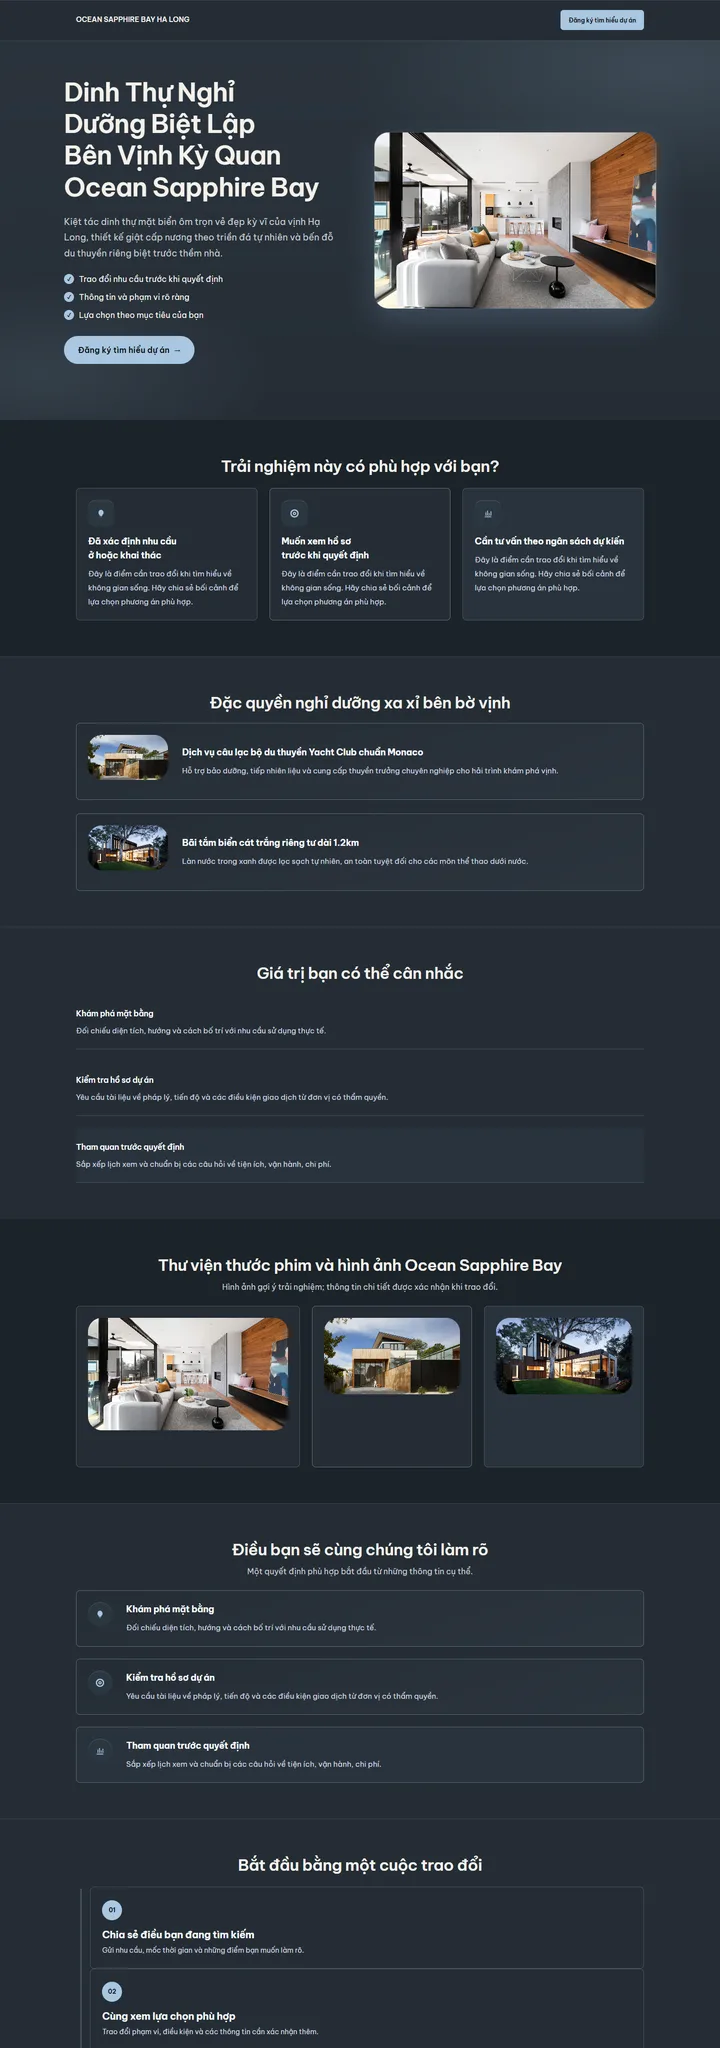 OCEAN SAPPHIRE BAY HA LONG
Đăng ký tìm hiểu dự án
Dinh Thự Nghỉ
Dưỡng Biệt Lập
Bên Vịnh Kỳ Quan
Ocean Sapphire Bay
Kiệt tác dinh thự mặt biển ôm trọn vẻ đẹp kỳ vĩ của vịnh Hạ
Long, thiết kế giật cấp nương theo triền đá tự nhiên và bến đỗ
du thuyền riêng biệt trước thềm nhà.
Trao đổi nhu cầu trước khi quyết định
Thông tin và phạm vi rõ ràng
Lựa chọn theo mục tiêu của bạn
Đăng ký tìm hiểu dự án →
Trải nghiệm này có phù hợp với bạn?
Đã xác định nhu cầu
ở hoặc khai thác
Đây là điểm cần trao đổi khi tìm hiểu về
không gian sống. Hãy chia sẻ bối cảnh để
lựa chọn phương án phù hợp.
Muốn xem hồ sơ
trước khi quyết định
Đây là điểm cần trao đổi khi tìm hiểu về
không gian sống. Hãy chia sẻ bối cảnh để
lựa chọn phương án phù hợp.
Cần tư vấn theo ngân sách dự kiến
Đây là điểm cần trao đổi khi tìm hiểu về
không gian sống. Hãy chia sẻ bối cảnh để
lựa chọn phương án phù hợp.
Đặc quyền nghỉ dưỡng xa xỉ bên bờ vịnh
Dịch vụ câu lạc bộ du thuyền Yacht Club chuẩn Monaco
Hỗ trợ bảo dưỡng, tiếp nhiên liệu và cung cấp thuyền trưởng chuyên nghiệp cho hải trình khám phá vịnh.
Bãi tắm biển cát trắng riêng tư dài 1.2km
Làn nước trong xanh được lọc sạch tự nhiên, an toàn tuyệt đối cho các môn thể thao dưới nước.
Giá trị bạn có thể cân nhắc
Khám phá mặt bằng
Đối chiếu diện tích, hướng và cách bố trí với nhu cầu sử dụng thực tế.
Kiểm tra hồ sơ dự án
Yêu cầu tài liệu về pháp lý, tiến độ và các điều kiện giao dịch từ đơn vị có thẩm quyền.
Tham quan trước quyết định
Sắp xếp lịch xem và chuẩn bị các câu hỏi về tiện ích, vận hành, chi phí.
Thư viện thước phim và hình ảnh Ocean Sapphire Bay
Hình ảnh gợi ý trải nghiệm; thông tin chi tiết được xác nhận khi trao đổi.
Điều bạn sẽ cùng chúng tôi làm rõ
Một quyết định phù hợp bắt đầu từ những thông tin cụ thể.
Khám phá mặt bằng
Đối chiếu diện tích, hướng và cách bố trí với nhu cầu sử dụng thực tế.
Kiểm tra hồ sơ dự án
Yêu cầu tài liệu về pháp lý, tiến độ và các điều kiện giao dịch từ đơn vị có thẩm quyền.
Tham quan trước quyết định
Sắp xếp lịch xem và chuẩn bị các câu hỏi về tiện ích, vận hành, chi phí.
Bắt đầu bằng một cuộc trao đổi
01
Chia sẻ điều bạn đang tìm kiếm
Gửi nhu cầu, mốc thời gian và những điểm bạn muốn làm rõ.
02
Cùng xem lựa chọn phù hợp
Trao đổi phạm vi, điều kiện và các thông tin cần xác nhận thêm.